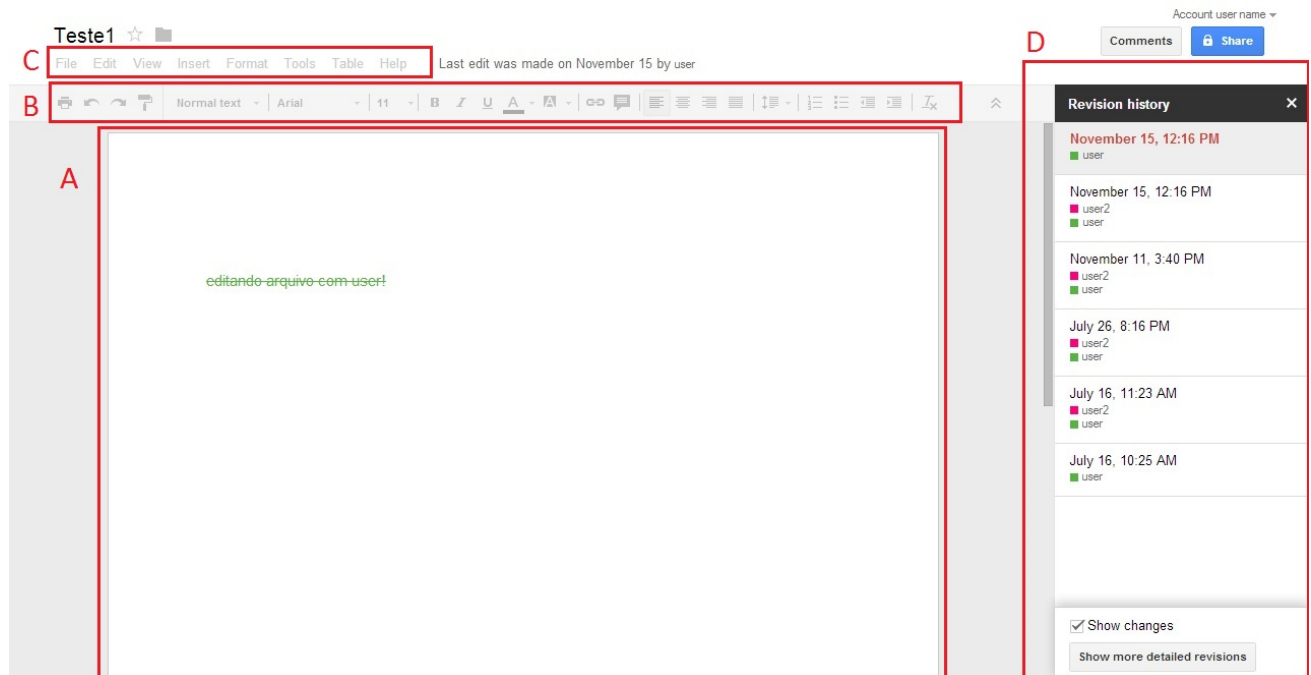 Account user name
Teste1
Comments
Share
D
C
File Edit View Insert Format Tools Table Help
Last edit was made on November 15 by user
B
Normal text
Arial
11
B I U A A
Tx
Revision history
A
November 15, 12:16 PM
user
November 15, 12:16 PM
user2
user
November 11, 3:40 PM
user2
user
editando arquivo com user!
July 26, 8:16 PM
user2
user
July 16, 11:23 AM
user2
user
July 16, 10:25 AM
user
Show changes
Show more detailed revisions